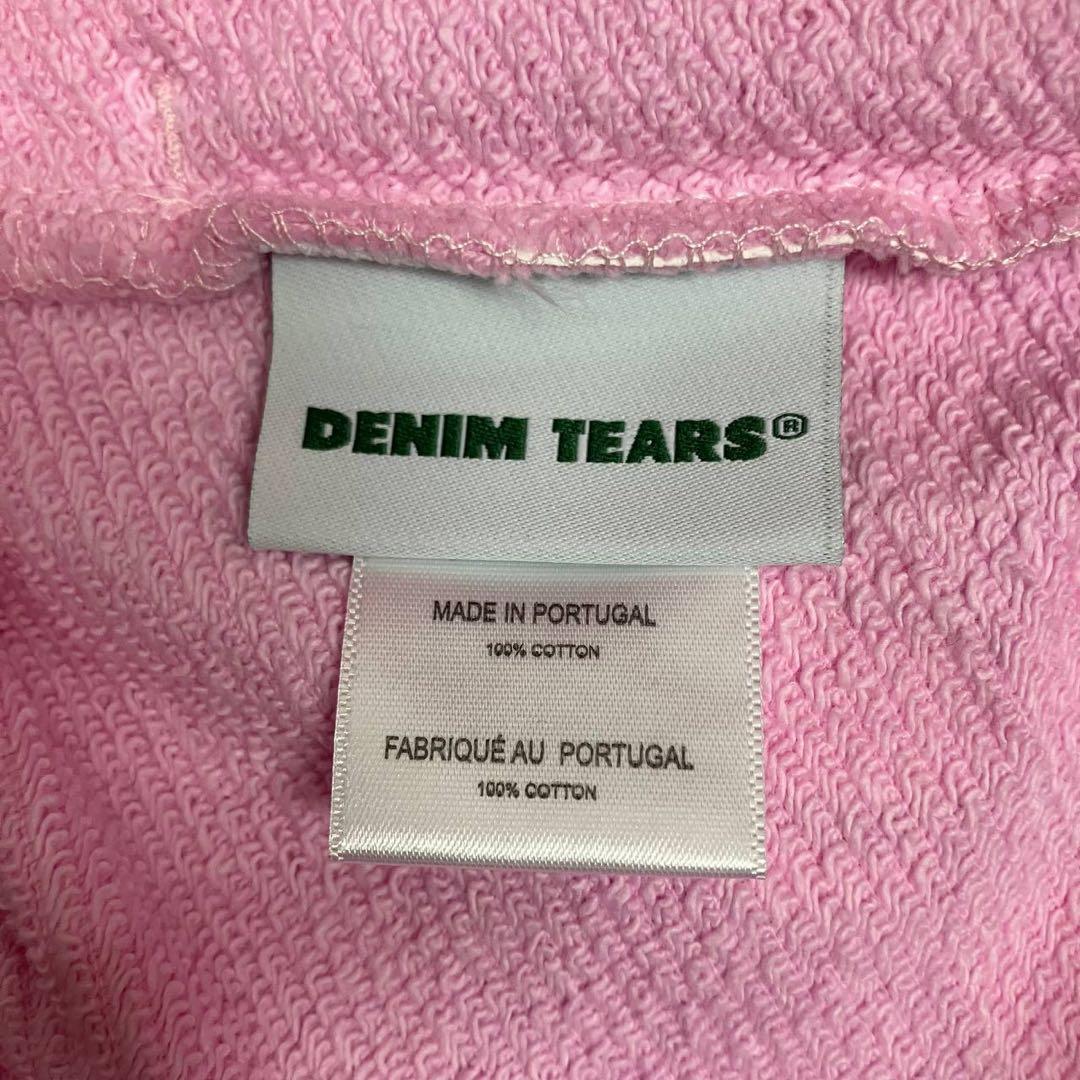 DENIM TEARS®
MADE IN PORTUGAL
100% COTTON
FABRIQUÉ AU PORTUGAL
100% COTTON